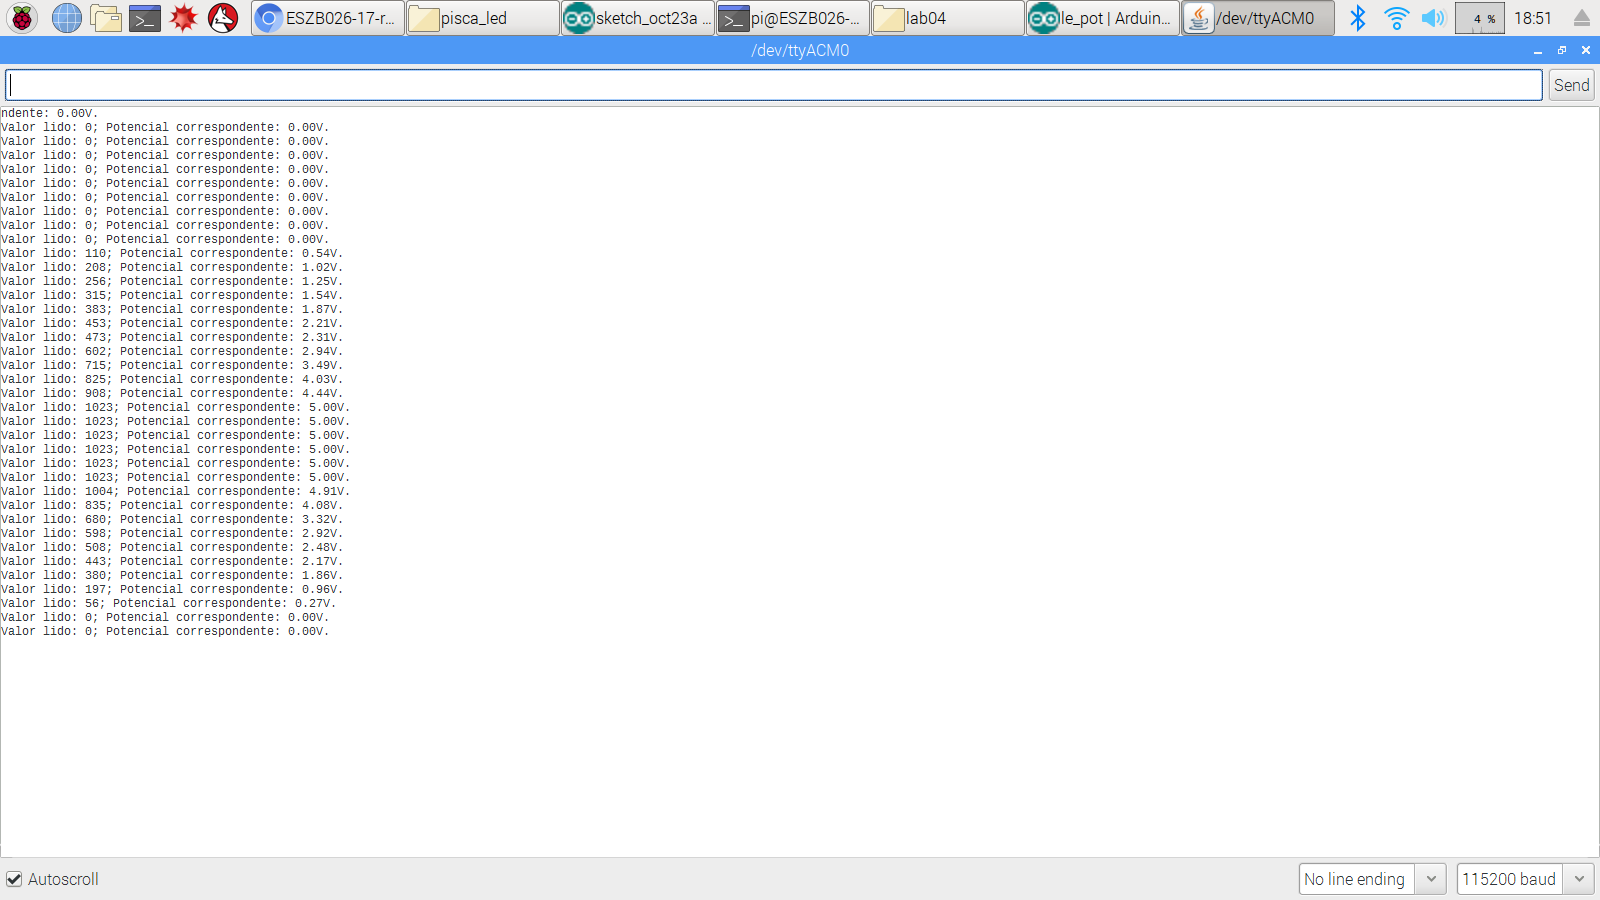 ESZB026-17-r...
pisca_led
sketch_oct23a ...
pi@ESZB026-...
lab04
le_pot | Arduin...
/dev/ttyACM0
4 %
18:51
/dev/ttyACM0
Send
ndente: 0.00V.
Valor lido: 0; Potencial correspondente: 0.00V.
Valor lido: 0; Potencial correspondente: 0.00V.
Valor lido: 0; Potencial correspondente: 0.00V.
Valor lido: 0; Potencial correspondente: 0.00V.
Valor lido: 0; Potencial correspondente: 0.00V.
Valor lido: 0; Potencial correspondente: 0.00V.
Valor lido: 0; Potencial correspondente: 0.00V.
Valor lido: 0; Potencial correspondente: 0.00V.
Valor lido: 0; Potencial correspondente: 0.00V.
Valor lido: 110; Potencial correspondente: 0.54V.
Valor lido: 208; Potencial correspondente: 1.02V.
Valor lido: 256; Potencial correspondente: 1.25V.
Valor lido: 315; Potencial correspondente: 1.54V.
Valor lido: 383; Potencial correspondente: 1.87V.
Valor lido: 453; Potencial correspondente: 2.21V.
Valor lido: 473; Potencial correspondente: 2.31V.
Valor lido: 602; Potencial correspondente: 2.94V.
Valor lido: 715; Potencial correspondente: 3.49V.
Valor lido: 825; Potencial correspondente: 4.03V.
Valor lido: 908; Potencial correspondente: 4.44V.
Valor lido: 1023; Potencial correspondente: 5.00V.
Valor lido: 1023; Potencial correspondente: 5.00V.
Valor lido: 1023; Potencial correspondente: 5.00V.
Valor lido: 1023; Potencial correspondente: 5.00V.
Valor lido: 1023; Potencial correspondente: 5.00V.
Valor lido: 1023; Potencial correspondente: 5.00V.
Valor lido: 1004; Potencial correspondente: 4.91V.
Valor lido: 835; Potencial correspondente: 4.08V.
Valor lido: 680; Potencial correspondente: 3.32V.
Valor lido: 598; Potencial correspondente: 2.92V.
Valor lido: 508; Potencial correspondente: 2.48V.
Valor lido: 443; Potencial correspondente: 2.17V.
Valor lido: 380; Potencial correspondente: 1.86V.
Valor lido: 197; Potencial correspondente: 0.96V.
Valor lido: 56; Potencial correspondente: 0.27V.
Valor lido: 0; Potencial correspondente: 0.00V.
Valor lido: 0; Potencial correspondente: 0.00V.
Autoscroll
No line ending
115200 baud